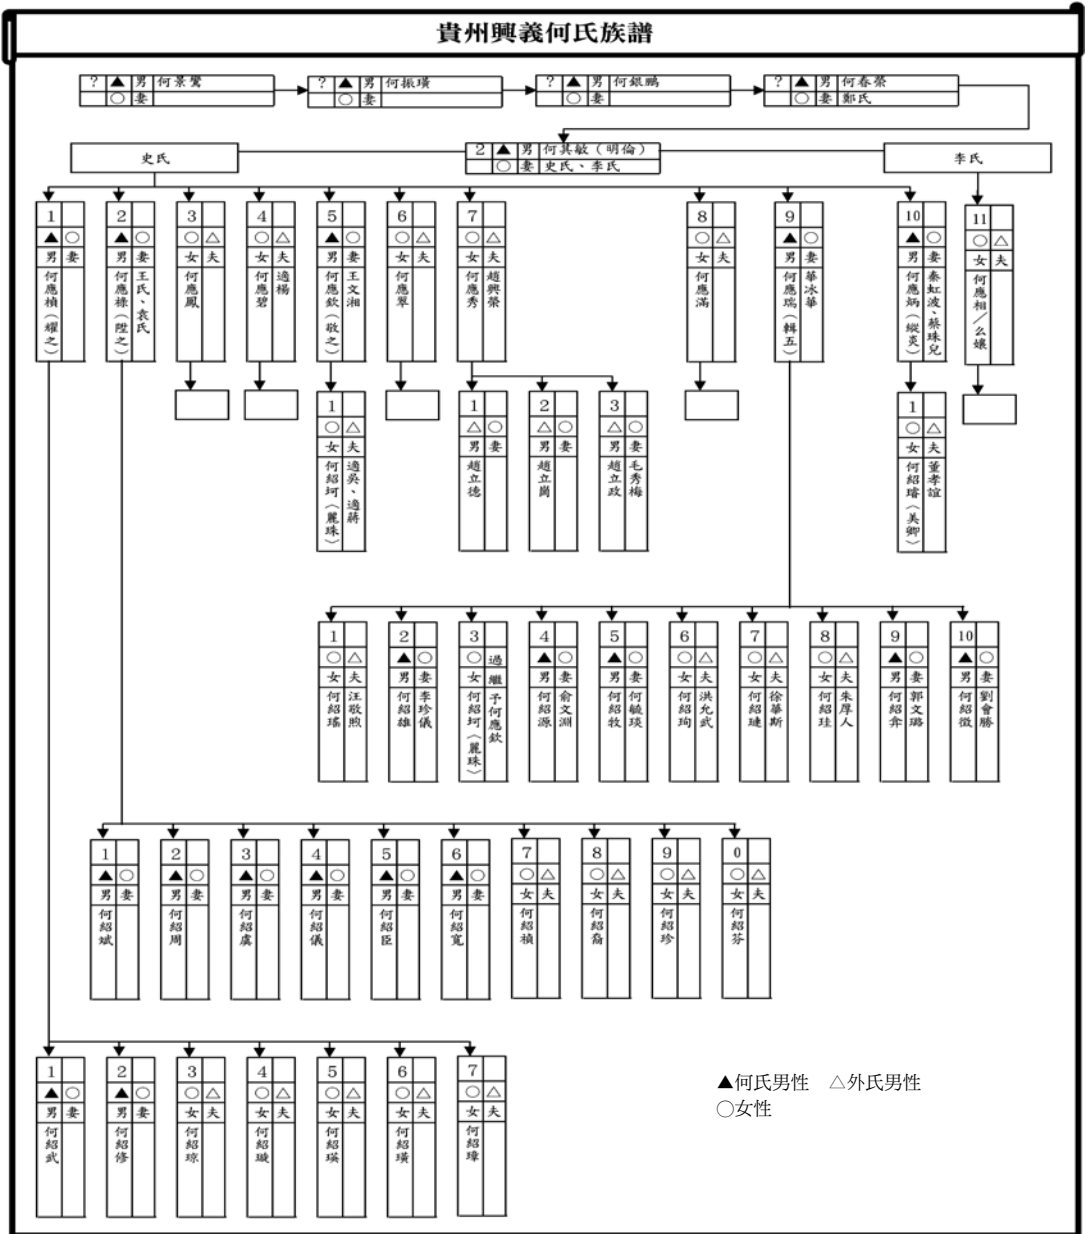 貴州興義何氏族譜
? ▲ 男 何景鸞
○ 妻
? ▲ 男 何振璜
○ 妻
? ▲ 男 何銀鵬
○ 妻
? ▲ 男 何春榮
○ 妻 鄭氏
史氏
2 ▲ 男 何其敏（明倫）
○ 妻 史氏、李氏
李氏
1 ▲ ○ 男 妻 何應楨（耀之）
2 ▲ ○ 男 妻 何應祿（陞之） 王氏、袁氏
3 ○ △ 女 夫 何應鳳
4 ○ △ 女 夫 何應碧 適楊
5 ▲ ○ 男 妻 何應欽（敬之） 王文湘
6 ○ △ 女 夫 何應翠
7 ○ △ 女 夫 何應秀 趙興榮
8 ○ △ 女 夫 何應滿
9 ▲ ○ 男 妻 何應瑞（輯五） 華冰華
10 ▲ ○ 男 妻 何應炳（縱炎） 秦虹波、蔡珠兒
11 ○ △ 女 夫 何應相/么孃
1 ○ △ 女 夫 何紹珂〈麗珠〉 適吳、適蔣
1 △ ○ 男 妻 趙立德
2 △ ○ 男 妻 趙立崗
3 △ ○ 男 妻 趙立政 毛秀梅
1 ○ △ 女 夫 何紹璿〈美卿〉 董孝誼
1 ○ △ 女 夫 何紹瑤 汪敬煦
2 ▲ ○ 男 妻 何紹雄 李珍儀
3 ○ 女 何紹珂〈麗珠〉 過繼予何應欽
4 ▲ ○ 男 妻 何紹源 俞文淵
5 ▲ ○ 男 妻 何紹牧 何毓琰
6 ○ △ 女 夫 何紹珣 洪允武
7 ○ △ 女 夫 何紹璉 徐華斯
8 ○ △ 女 夫 何紹珪 朱厚人
9 ▲ ○ 男 妻 何紹弇 郭文璐
10 ▲ ○ 男 妻 何紹徵 劉會勝
1 ▲ ○ 男 妻 何紹斌
2 ▲ ○ 男 妻 何紹周
3 ▲ ○ 男 妻 何紹虞
4 ▲ ○ 男 妻 何紹儀
5 ▲ ○ 男 妻 何紹臣
6 ▲ ○ 男 妻 何紹寬
7 ○ △ 女 夫 何紹禎
8 ○ △ 女 夫 何紹裔
9 ○ △ 女 夫 何紹珍
0 ○ △ 女 夫 何紹芬
1 ▲ ○ 男 妻 何紹武
2 ▲ ○ 男 妻 何紹修
3 ○ △ 女 夫 何紹琼
4 ○ △ 女 夫 何紹璇
5 ○ △ 女 夫 何紹瑛
6 ○ △ 女 夫 何紹璜
7 ○ △ 女 夫 何紹璋
▲何氏男性 △外氏男性
○女性